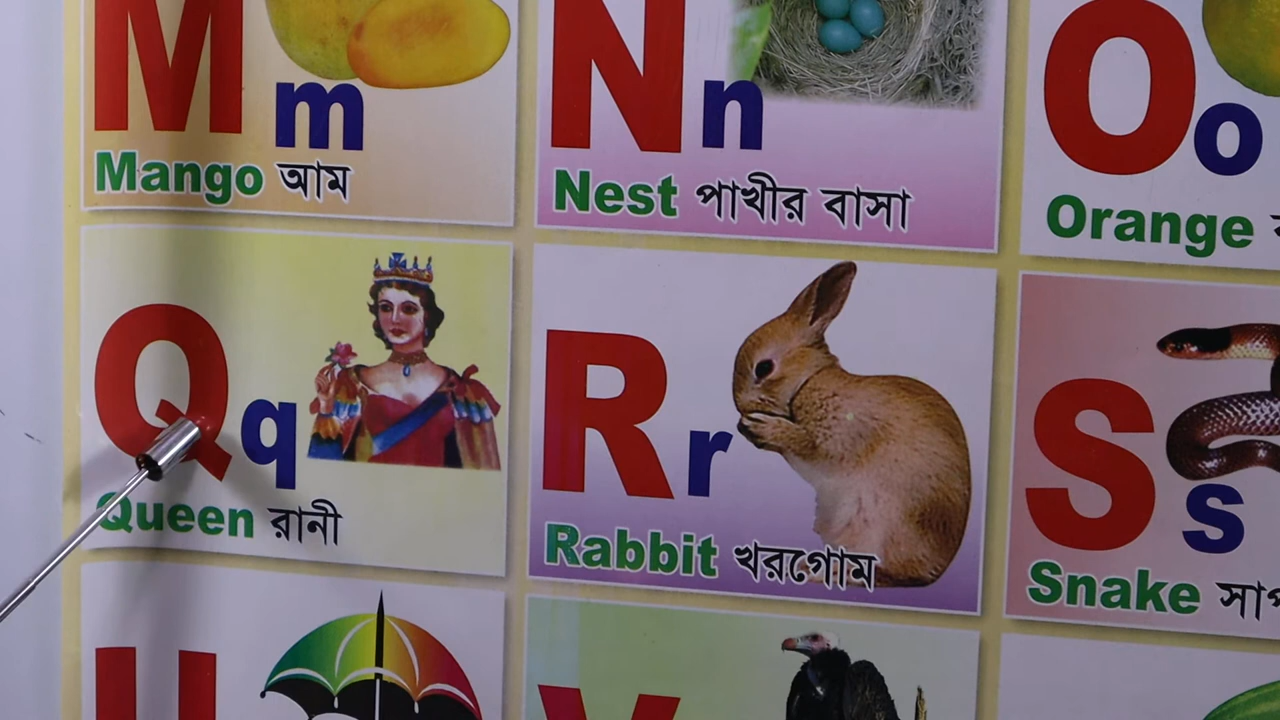 M m
Mango আম
N n
Nest পাখীর বাসা
O o
Orange
Q q
Queen রানী
R r
Rabbit খরগোম
S s
Snake সাপ
U
V